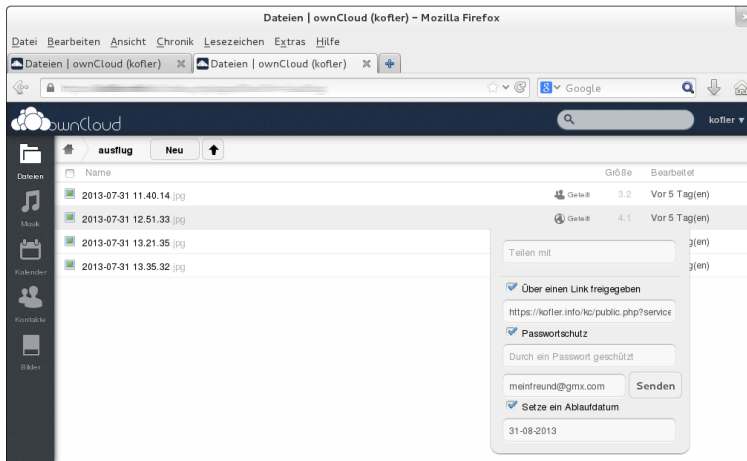 Dateien | ownCloud (kofler) – Mozilla Firefox
Datei Bearbeiten Ansicht Chronik Lesezeichen Extras Hilfe
Dateien | ownCloud (kofler) Dateien | ownCloud (kofler)
Google
ownCloud kofler
ausflug Neu
Dateien
Name Größe Bearbeitet
2013-07-31 11.40.14.jpg Geteilt 3.2 Vor 5 Tag(en)
Musik
2013-07-31 12.51.33.jpg Geteilt 4.1 Vor 5 Tag(en)
2013-07-31 13.21.35.jpg g(en)
Teilen mit
Kalender
2013-07-31 13.35.32.jpg g(en)
Über einen Link freigegeben
https://kofler.info/kc/public.php?service
Kontakte
Passwortschutz
Durch ein Passwort geschützt
Bilder
meinfreund@gmx.com Senden
Setze ein Ablaufdatum
31-08-2013